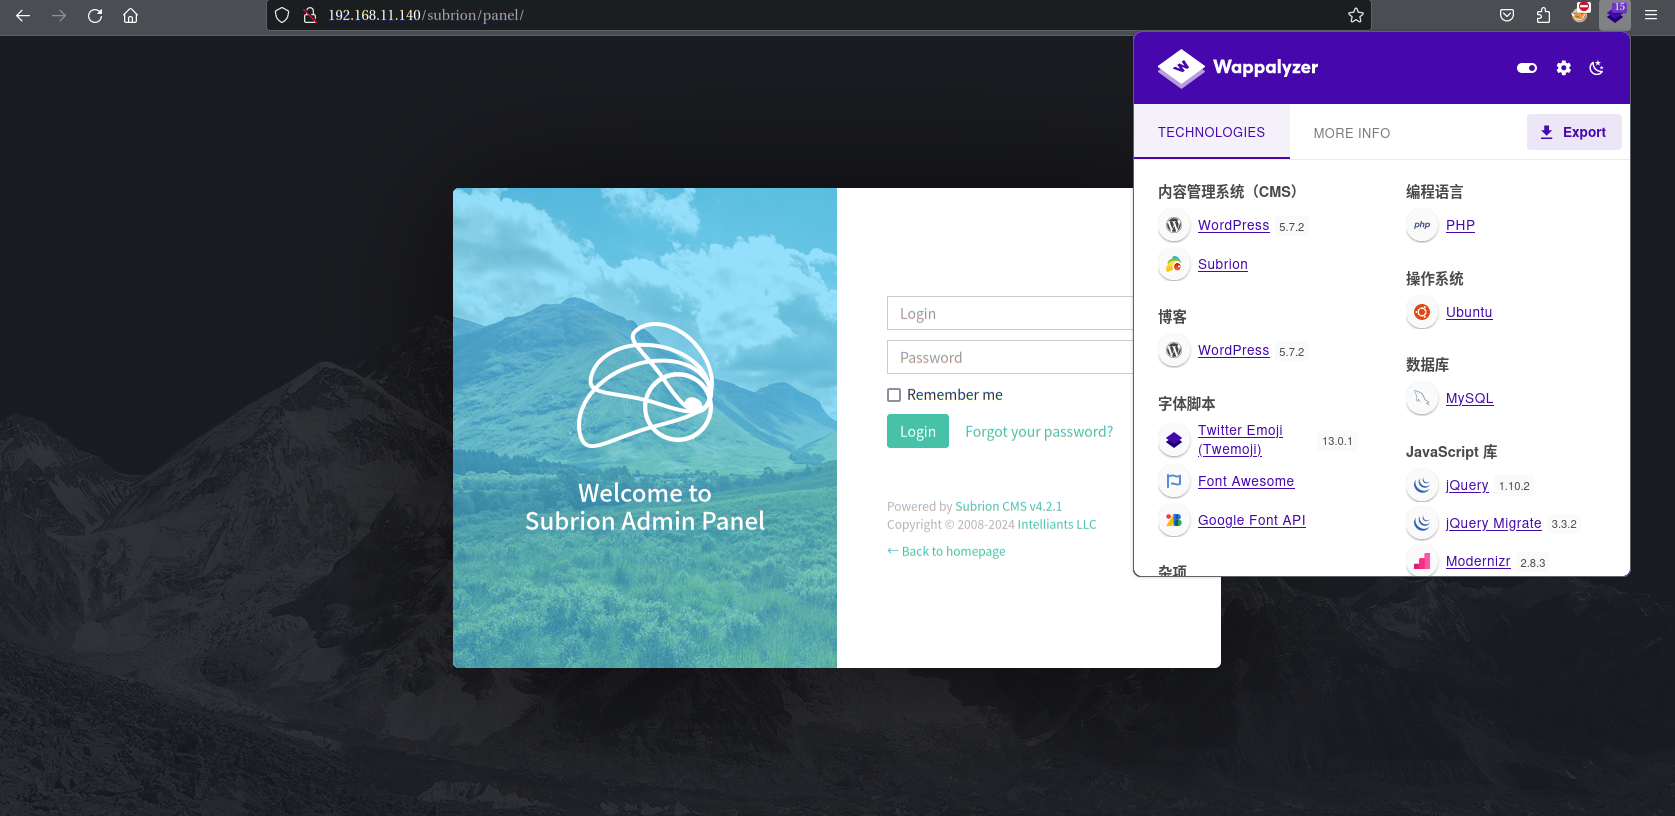 192.168.11.140/subrion/panel/
15
Wappalyzer
TECHNOLOGIES
MORE INFO
Export
内容管理系统（CMS）
WordPress 5.7.2
Subrion
博客
WordPress 5.7.2
字体脚本
Twitter Emoji
(Twemoji) 13.0.1
Font Awesome
Google Font API
杂项
编程语言
php PHP
操作系统
Ubuntu
数据库
MySQL
JavaScript 库
jQuery 1.10.2
jQuery Migrate 3.3.2
Modernizr 2.8.3
Welcome to
Subrion Admin Panel
Login
Password
Remember me
Login Forgot your password?
Powered by Subrion CMS v4.2.1
Copyright © 2008-2024 Intelliants LLC
← Back to homepage